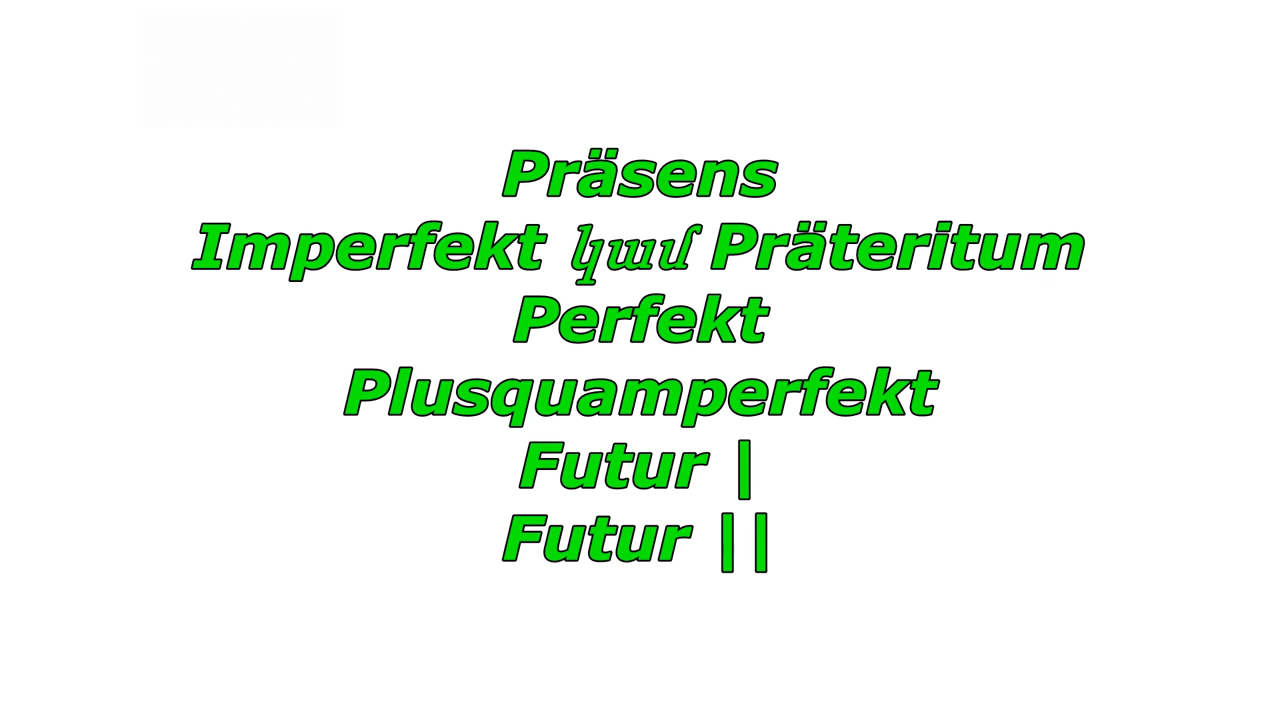 Präsens
Imperfekt կամ Präteritum
Perfekt
Plusquamperfekt
Futur |
Futur ||